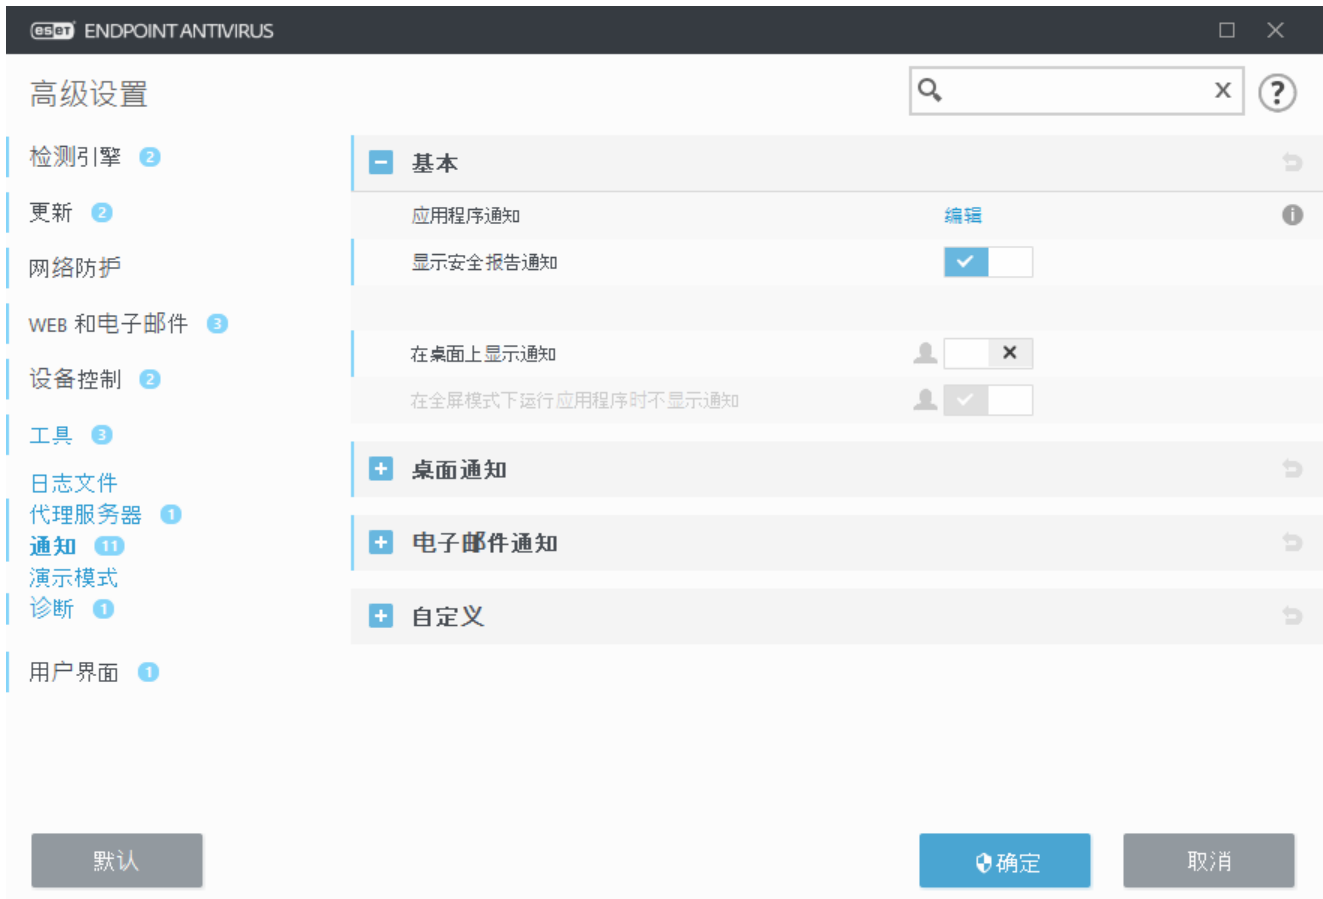 eset ENDPOINT ANTIVIRUS
高级设置
检测引擎 2
更新 2
网络防护
WEB 和电子邮件 3
设备控制 2
工具 3
日志文件
代理服务器 1
通知 11
演示模式
诊断 1
用户界面 1
基本
应用程序通知 编辑
显示安全报告通知
在桌面上显示通知
在全屏模式下运行应用程序时不显示通知
桌面通知
电子邮件通知
自定义
默认 确定 取消